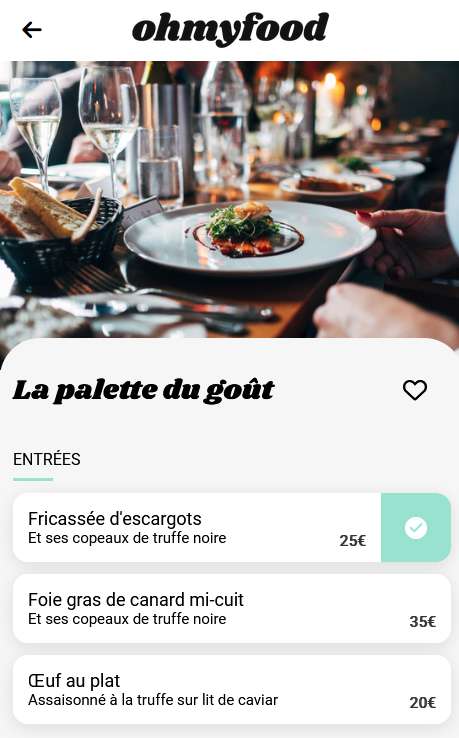 ohmyfood
La palette du goût
ENTRÉES
Fricassée d'escargots
Et ses copeaux de truffe noire
25€
Foie gras de canard mi-cuit
Et ses copeaux de truffe noire
35€
Œuf au plat
Assaisonné à la truffe sur lit de caviar
20€